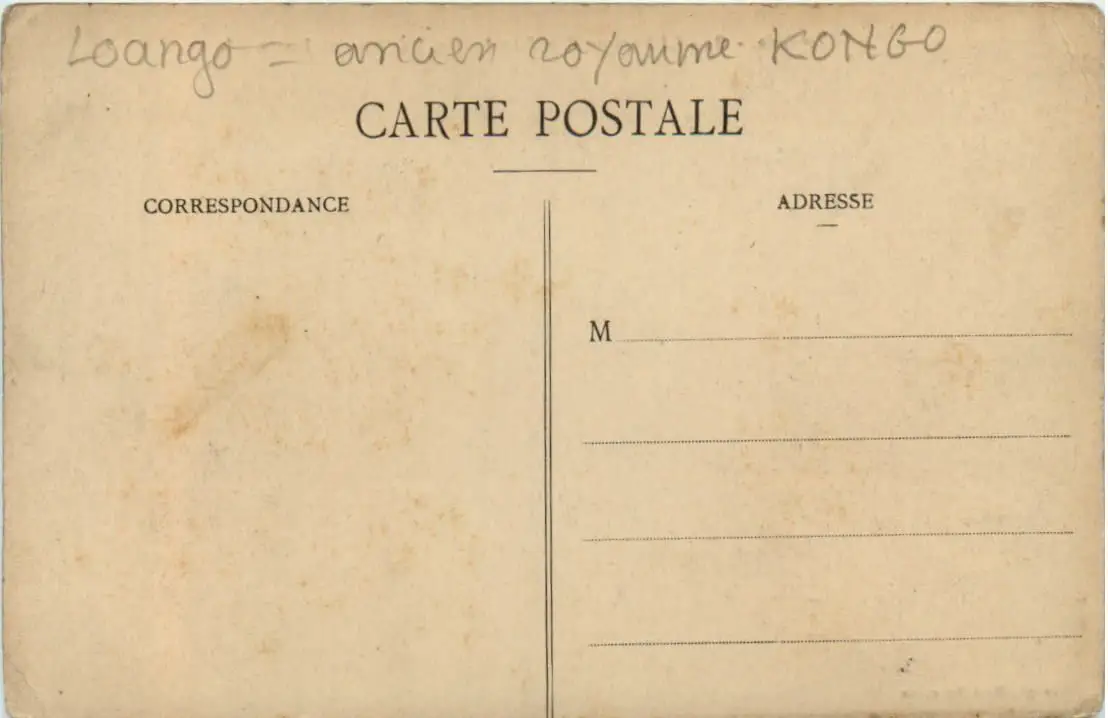 Loango = ancien royaume KONGO
CARTE POSTALE
CORRESPONDANCE
ADRESSE
M